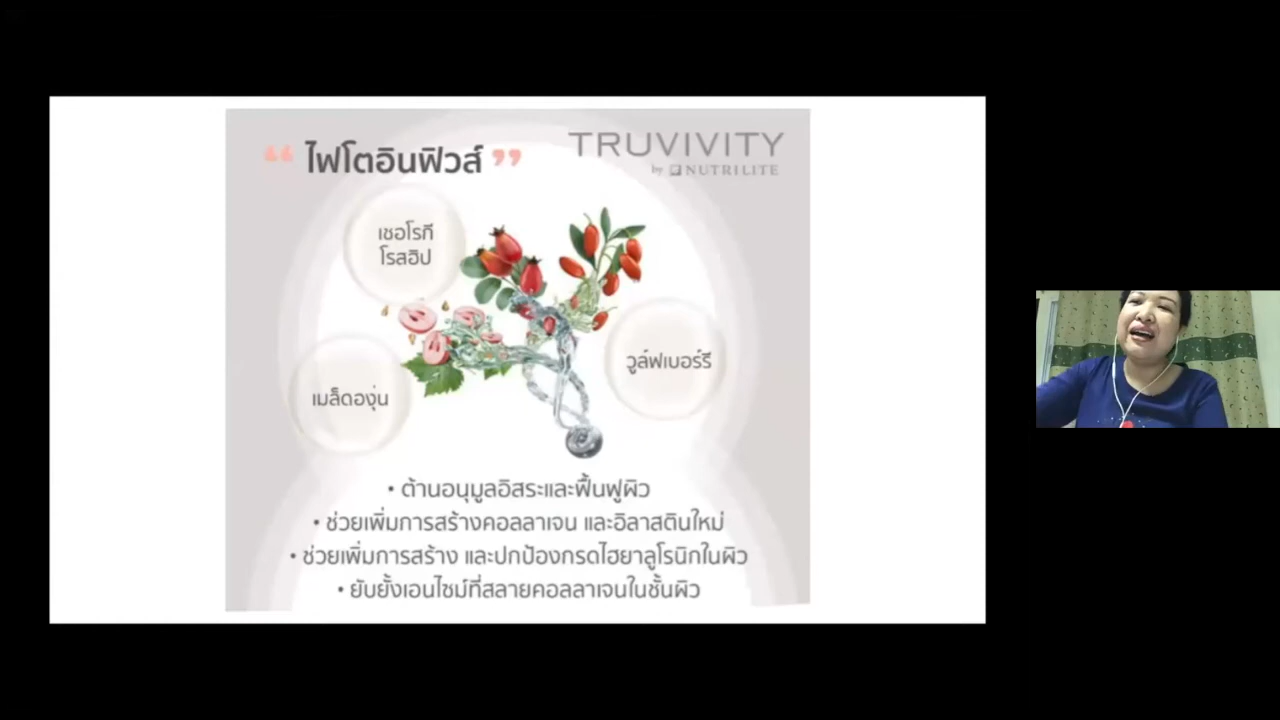 “ ไฟโตอินฟิวส์ ”
TRUVIVITY
by NUTRILITE
เชอโรกี
โรสฮิป
วูล์ฟเบอร์รี
เมล็ดองุ่น
• ต้านอนุมูลอิสระและฟื้นฟูผิว
• ช่วยเพิ่มการสร้างคอลลาเจน และอิลาสตินใหม่
• ช่วยเพิ่มการสร้าง และปกป้องกรดไฮยาลูโรนิกในผิว
• ยับยั้งเอนไซม์ที่สลายคอลลาเจนในชั้นผิว